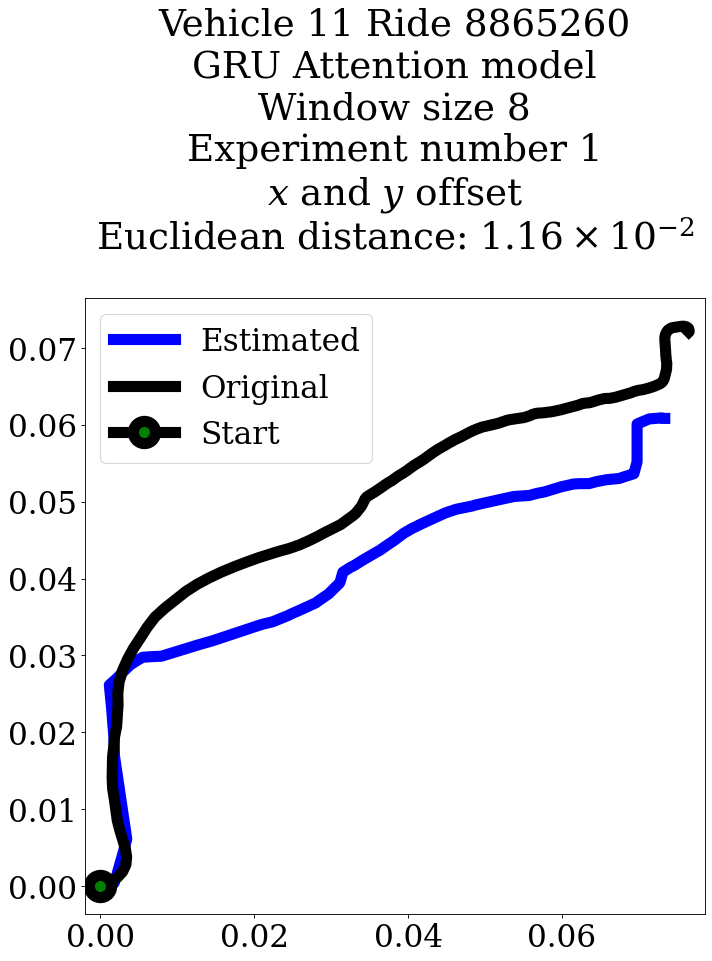 Vehicle 11 Ride 8865260
GRU Attention model
Window size 8
Experiment number 1
x and y offset
Euclidean distance: 1.16 × 10⁻²
Estimated
Original
Start
0.07
0.06
0.05
0.04
0.03
0.02
0.01
0.00
0.00 0.02 0.04 0.06